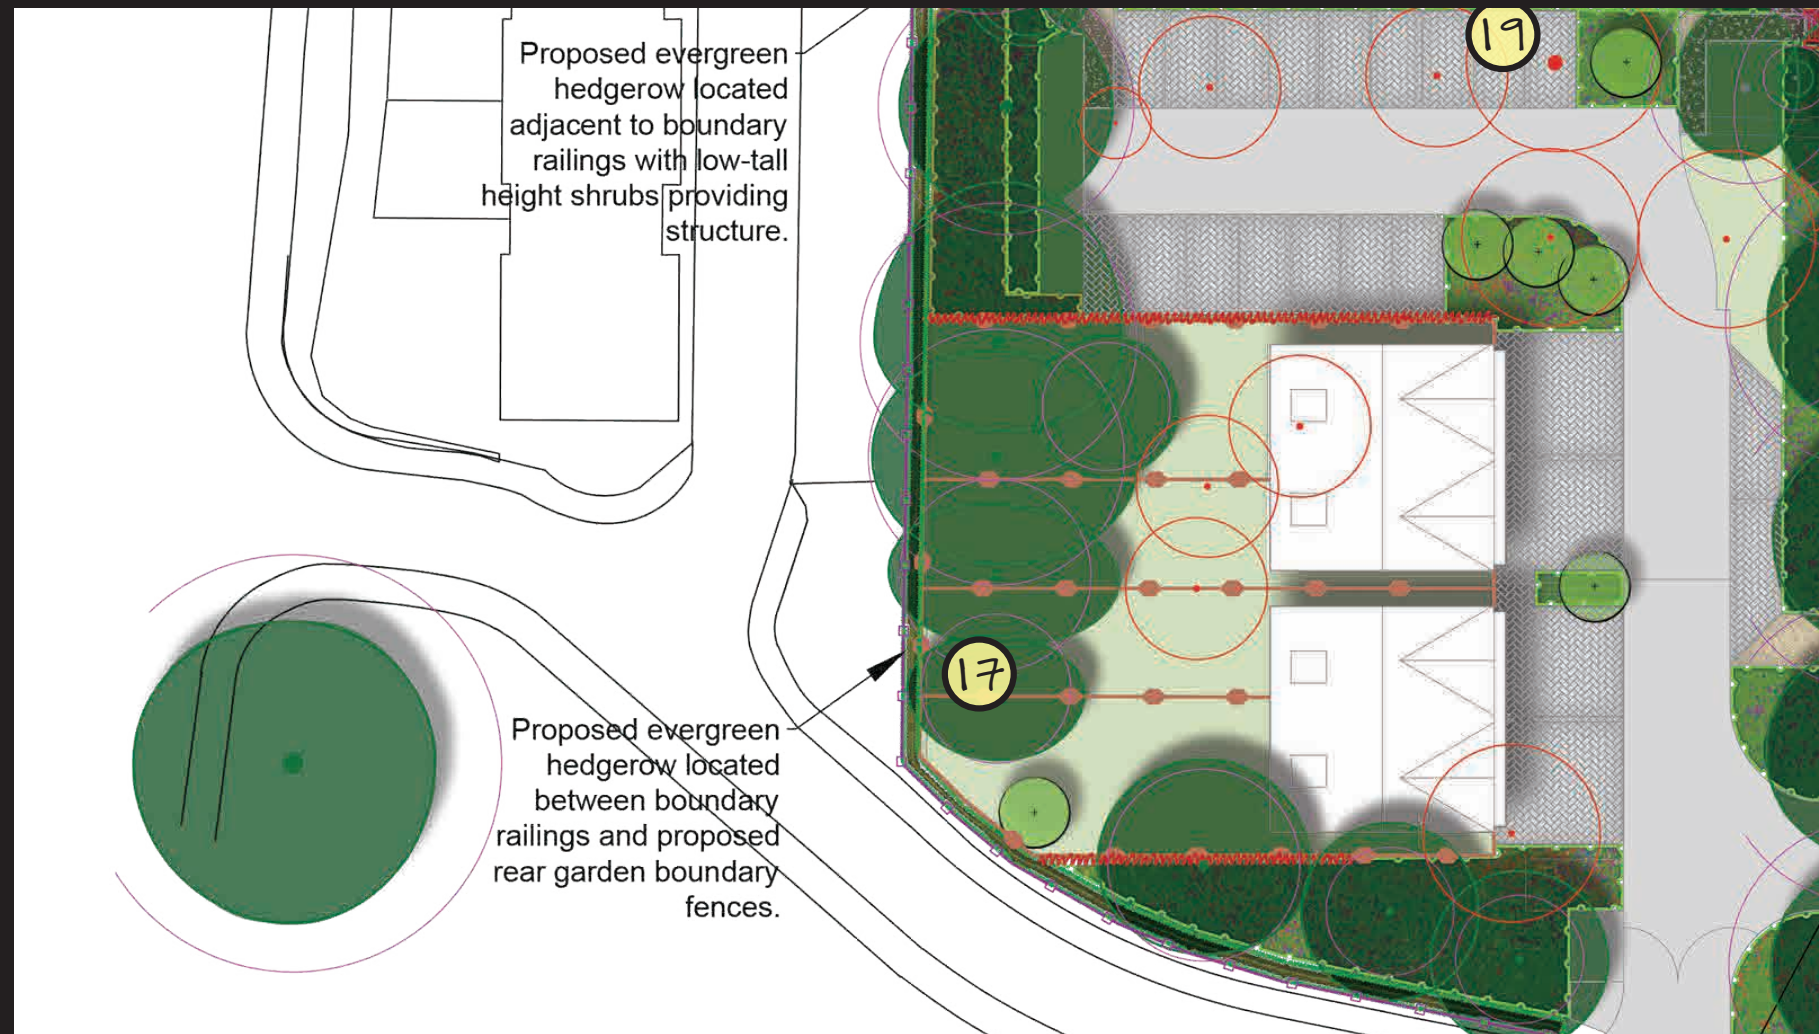 19
Proposed evergreen
hedgerow located
adjacent to boundary
railings with low-tall
height shrubs providing
structure.
17
Proposed evergreen
hedgerow located
between boundary
railings and proposed
rear garden boundary
fences.